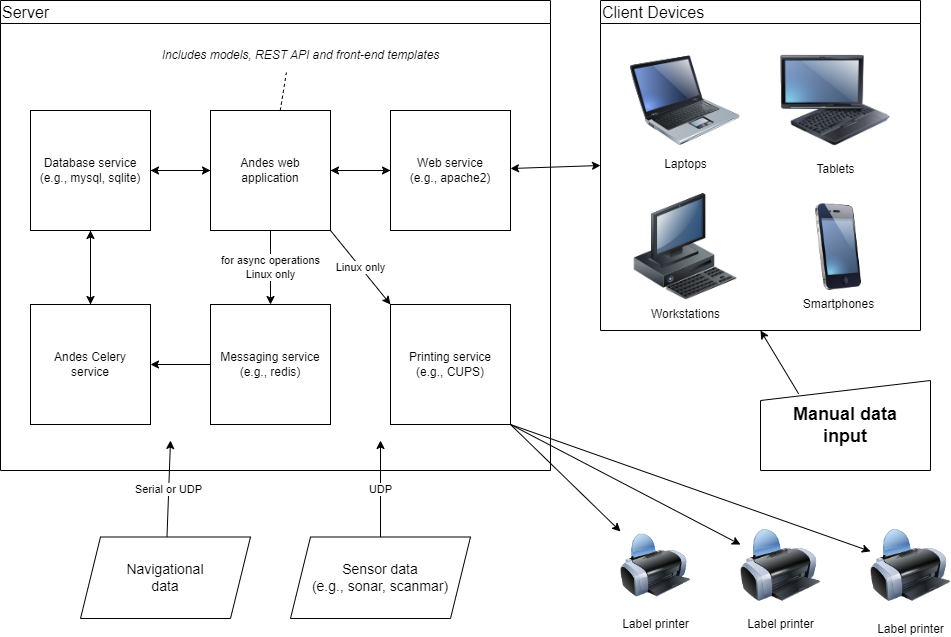 Server
Client Devices
Includes models, REST API and front-end templates
Database service
(e.g., mysql, sqlite)
Andes web
application
Web service
(e.g., apache2)
Laptops
Tablets
for async operations
Linux only
Linux only
Workstations
Smartphones
Andes Celery
service
Messaging service
(e.g., redis)
Printing service
(e.g., CUPS)
Manual data
input
Serial or UDP
UDP
Navigational
data
Sensor data
(e.g., sonar, scanmar)
Label printer
Label printer
Label printer